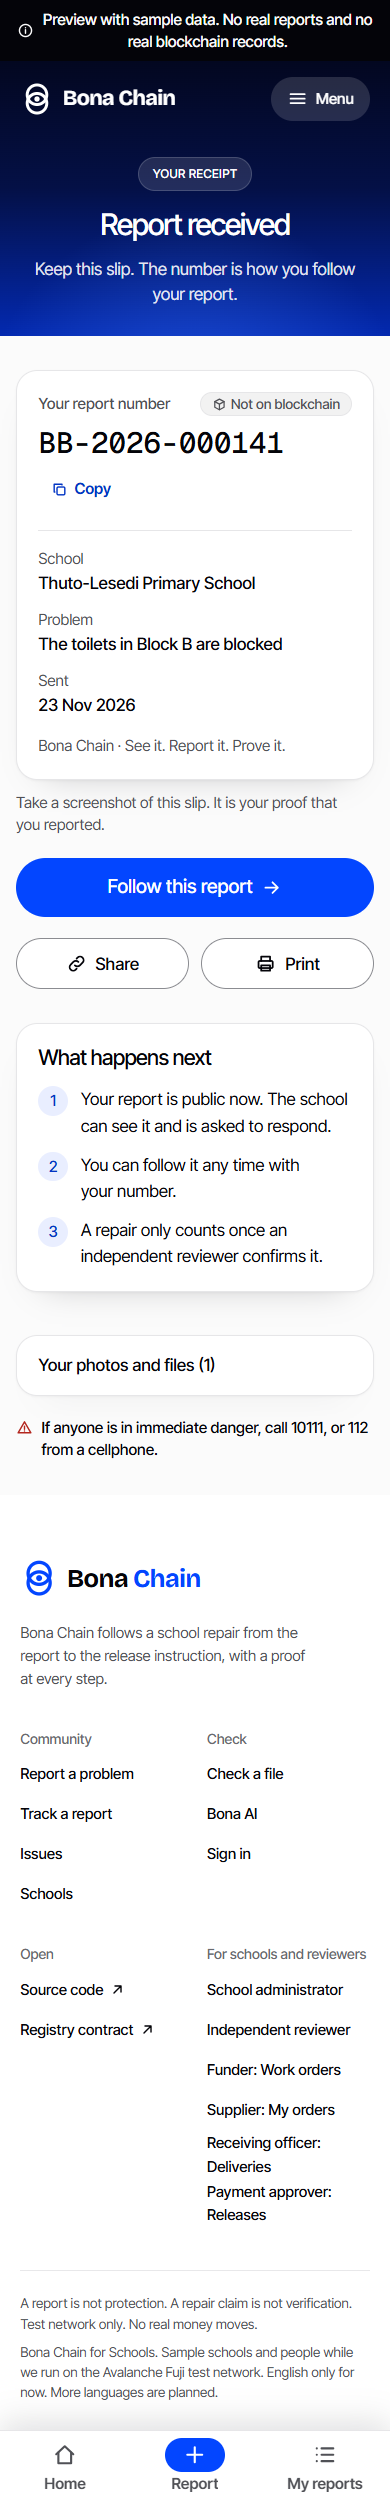 Preview with sample data. No real reports and no
real blockchain records.
Bona Chain
Menu
YOUR RECEIPT
Report received
Keep this slip. The number is how you follow
your report.
Your report number
Not on blockchain
BB-2026-000141
Copy
School
Thuto-Lesedi Primary School
Problem
The toilets in Block B are blocked
Sent
23 Nov 2026
Bona Chain · See it. Report it. Prove it.
Take a screenshot of this slip. It is your proof that
you reported.
Follow this report
Share
Print
What happens next
1
Your report is public now. The school
can see it and is asked to respond.
2
You can follow it any time with
your number.
3
A repair only counts once an
independent reviewer confirms it.
Your photos and files (1)
If anyone is in immediate danger, call 10111, or 112
from a cellphone.
Bona Chain
Bona Chain follows a school repair from the
report to the release instruction, with a proof
at every step.
Community
Report a problem
Track a report
Issues
Schools
Check
Check a file
Bona AI
Sign in
Open
Source code
Registry contract
For schools and reviewers
School administrator
Independent reviewer
Funder: Work orders
Supplier: My orders
Receiving officer:
Deliveries
Payment approver:
Releases
A report is not protection. A repair claim is not verification.
Test network only. No real money moves.
Bona Chain for Schools. Sample schools and people while
we run on the Avalanche Fuji test network. English only for
now. More languages are planned.
Home
Report
My reports